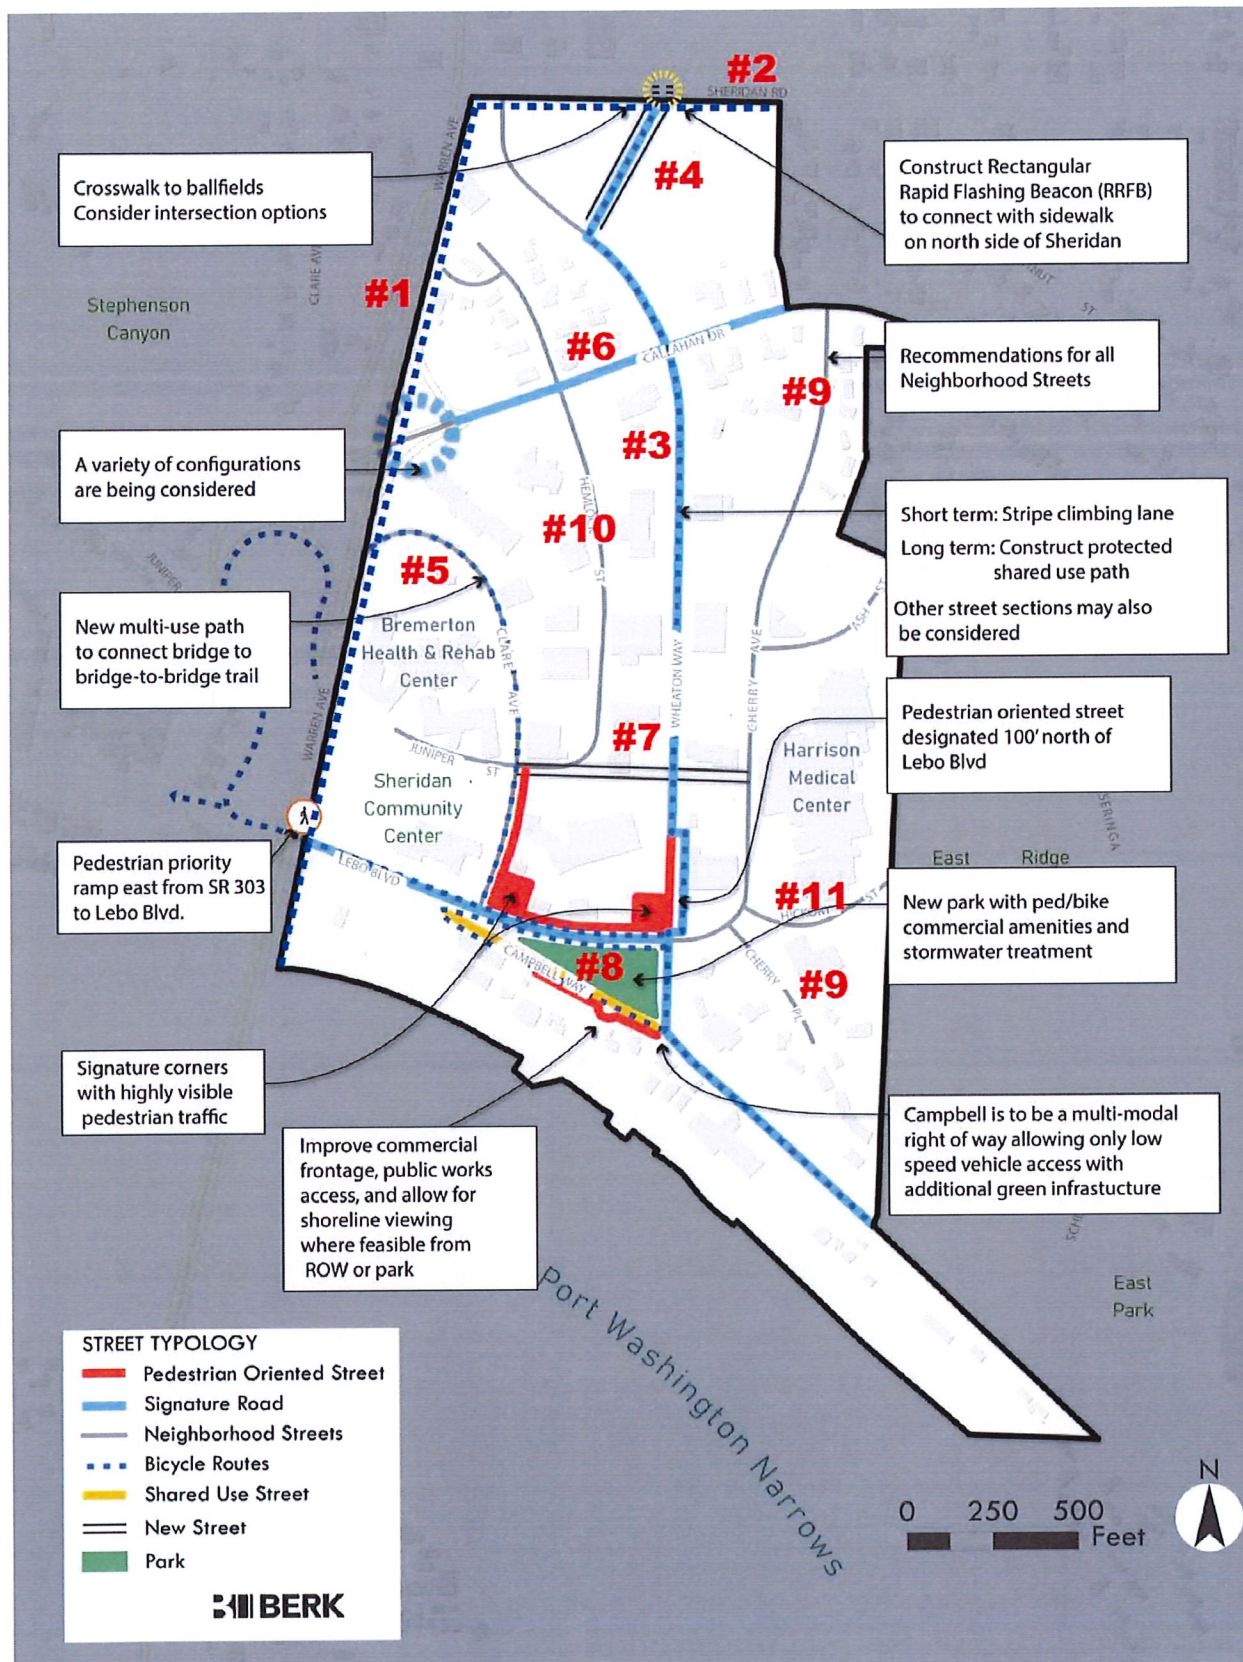 #2
SHERIDAN RD
WARREN AVE
Crosswalk to ballfields
Consider intersection options
#4
Construct Rectangular
Rapid Flashing Beacon (RRFB)
to connect with sidewalk
on north side of Sheridan
CLARE AVE
#1
Stephenson
Canyon
ST
#6
CALLAHAN DR
Recommendations for all
Neighborhood Streets
#9
#3
A variety of configurations
are being considered
HEMLOCK ST
#10
Short term: Stripe climbing lane
Long term: Construct protected
shared use path
Other street sections may also
be considered
JUNIPER
#5
New multi-use path
to connect bridge to
bridge-to-bridge trail
Bremerton
Health & Rehab
Center
CLARE AVE
ASH ST
WHEATON WAY
CHERRY AVE
WARREN AVE
#7
Pedestrian oriented street
designated 100' north of
Lebo Blvd
JUNIPER ST
Harrison
Medical
Center
Sheridan
Community
Center
SERINGA
Pedestrian priority
ramp east from SR 303
to Lebo Blvd.
LEBO BLVD
East Ridge
#11
HICKORY ST
New park with ped/bike
commercial amenities and
stormwater treatment
CAMPBELL WAY
#8
CHERRY PL
#9
Signature corners
with highly visible
pedestrian traffic
Improve commercial
frontage, public works
access, and allow for
shoreline viewing
where feasible from
ROW or park
Campbell is to be a multi-modal
right of way allowing only low
speed vehicle access with
additional green infrastucture
East
Park
Port Washington Narrows
STREET TYPOLOGY
Pedestrian Oriented Street
Signature Road
Neighborhood Streets
Bicycle Routes
Shared Use Street
New Street
Park
BERK
N
0 250 500
Feet